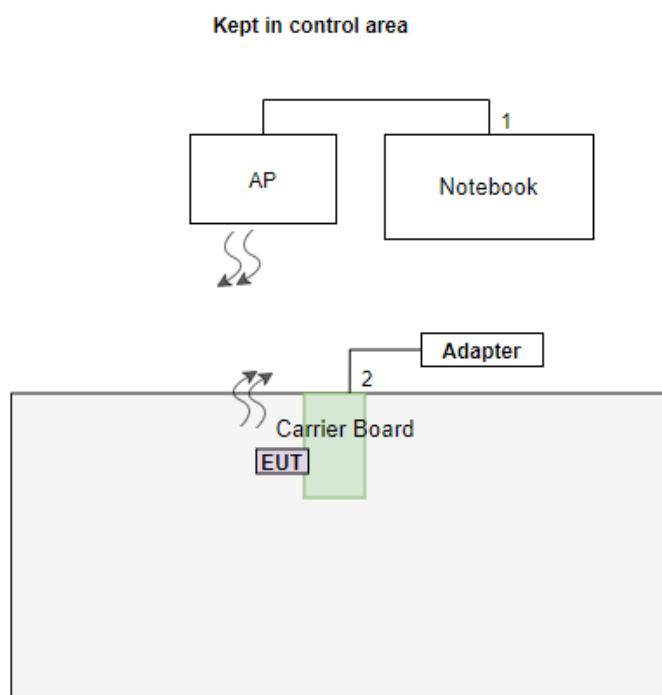 Kept in control area
1
AP
Notebook
Adapter
2
Carrier Board
EUT